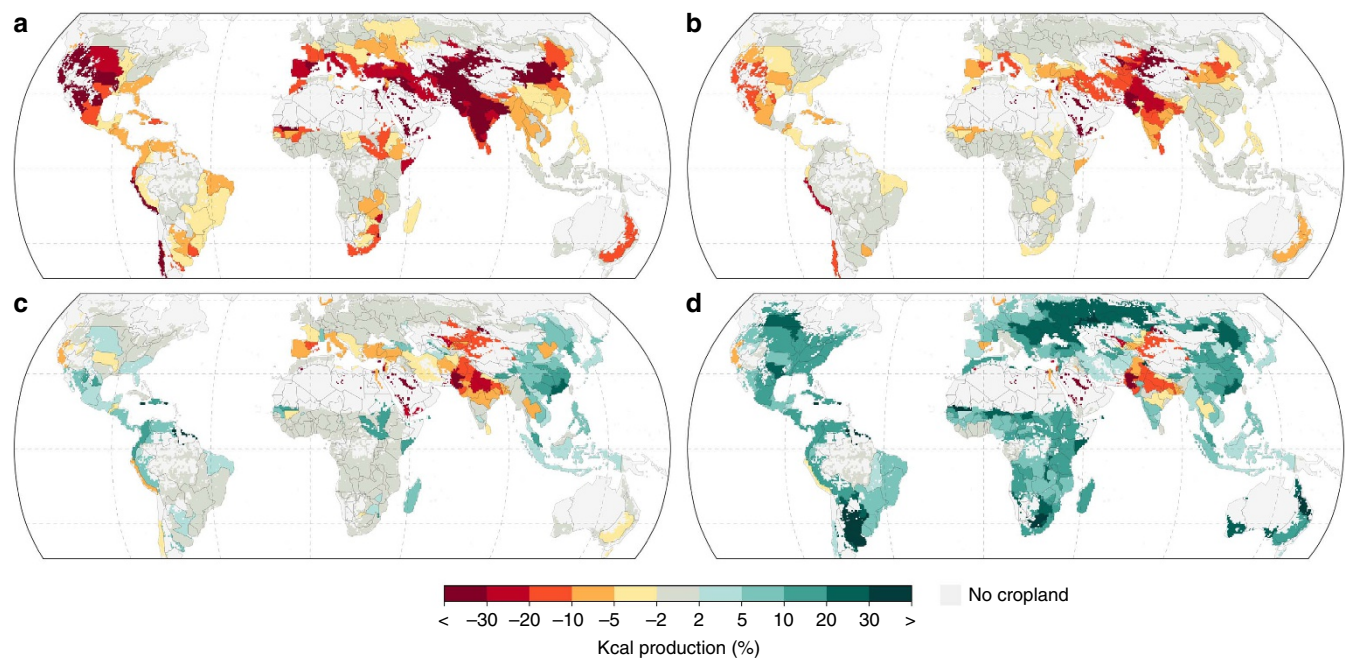 a
b
c
d
< –30 –20 –10 –5 –2 2 5 10 20 30 >
No cropland
Kcal production (%)